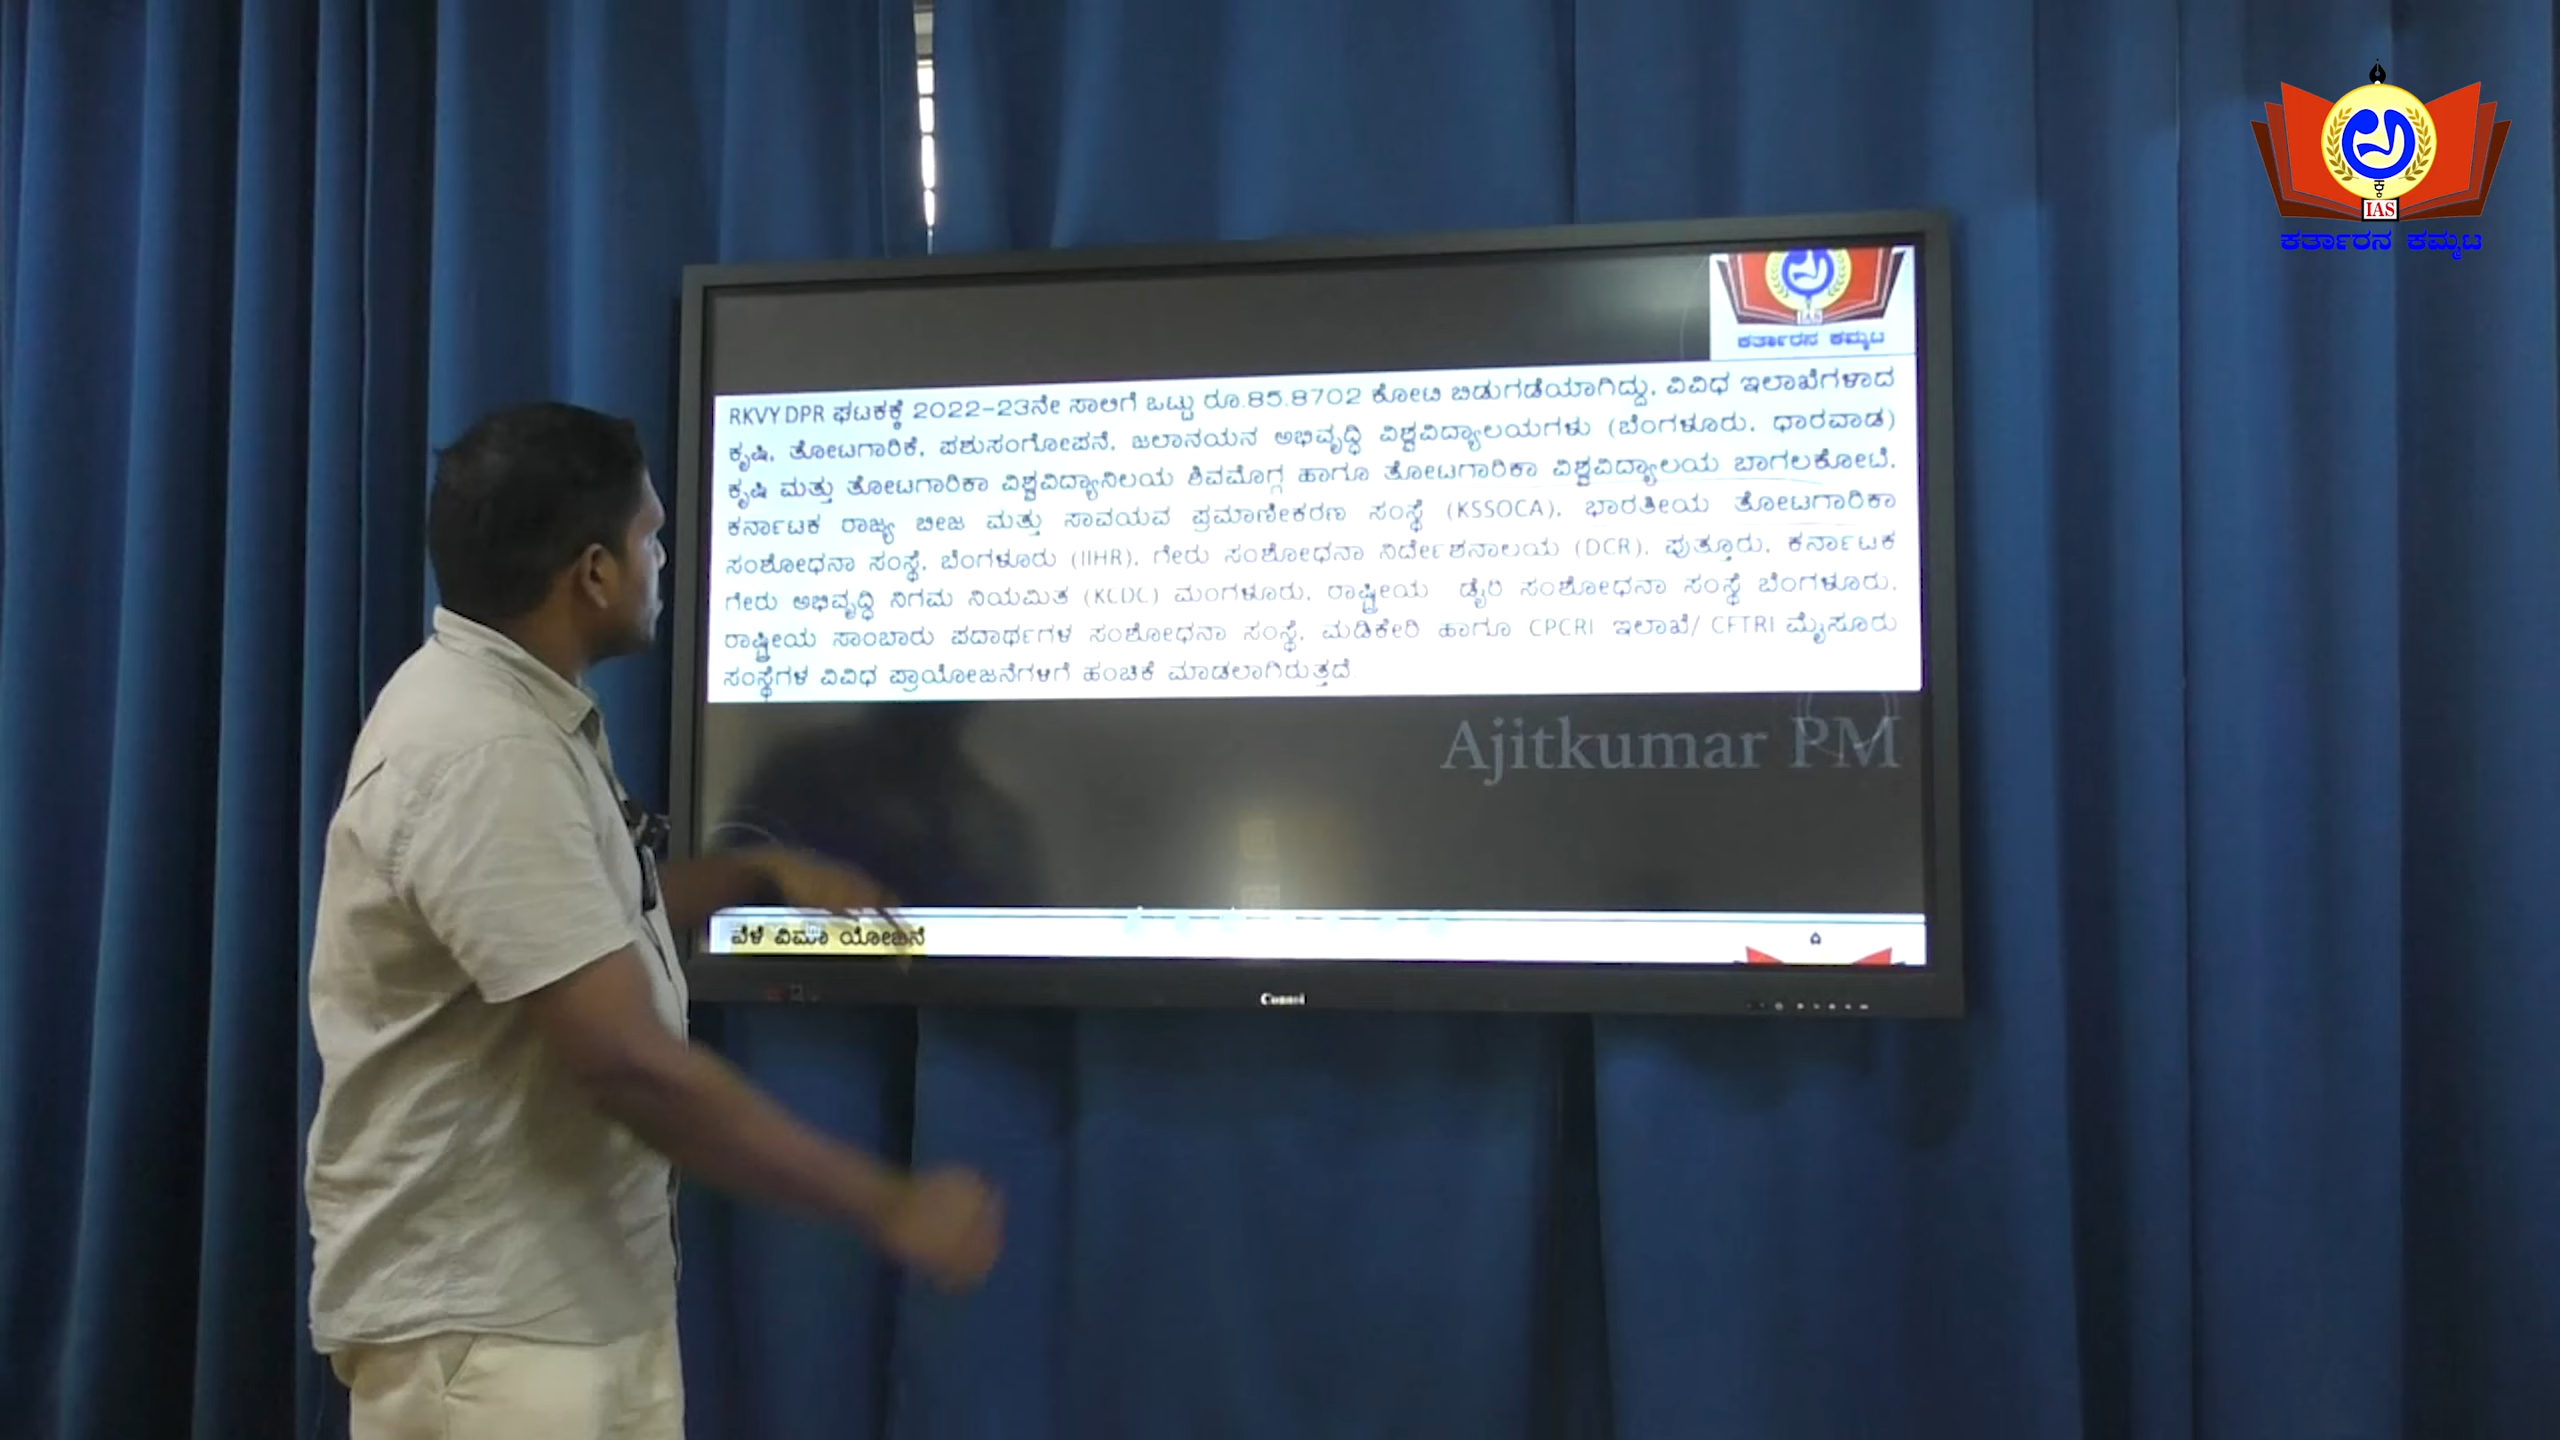 IAS
ಕರ್ತಾರನ ಕಮ್ಮಟ
IAS
ಕರ್ತಾರನ ಕಮ್ಮಟ
RKVY DPR ಘಟಕಕ್ಕೆ 2022-23ನೇ ಸಾಲಿಗೆ ಒಟ್ಟು ರೂ.85.8702 ಕೋಟಿ ಬಿಡುಗಡೆಯಾಗಿದ್ದು, ವಿವಿಧ ಇಲಾಖೆಗಳಾದ
ಕೃಷಿ, ತೋಟಗಾರಿಕೆ, ಪಶುಸಂಗೋಪನೆ, ಜಲಾನಯನ ಅಭಿವೃದ್ಧಿ ವಿಶ್ವವಿದ್ಯಾಲಯಗಳು (ಬೆಂಗಳೂರು, ಧಾರವಾಡ)
ಕೃಷಿ ಮತ್ತು ತೋಟಗಾರಿಕಾ ವಿಶ್ವವಿದ್ಯಾನಿಲಯ ಶಿವಮೊಗ್ಗ ಹಾಗೂ ತೋಟಗಾರಿಕಾ ವಿಶ್ವವಿದ್ಯಾಲಯ ಬಾಗಲಕೋಟೆ,
ಕರ್ನಾಟಕ ರಾಜ್ಯ ಬೀಜ ಮತ್ತು ಸಾವಯವ ಪ್ರಮಾಣೀಕರಣ ಸಂಸ್ಥೆ (KSSOCA), ಭಾರತೀಯ ತೋಟಗಾರಿಕಾ
ಸಂಶೋಧನಾ ಸಂಸ್ಥೆ, ಬೆಂಗಳೂರು (IIHR), ಗೇರು ಸಂಶೋಧನಾ ನಿರ್ದೇಶನಾಲಯ (DCR), ಪುತ್ತೂರು, ಕರ್ನಾಟಕ
ಗೇರು ಅಭಿವೃದ್ಧಿ ನಿಗಮ ನಿಯಮಿತ (KCDC) ಮಂಗಳೂರು, ರಾಷ್ಟ್ರೀಯ ಡೈರಿ ಸಂಶೋಧನಾ ಸಂಸ್ಥೆ ಬೆಂಗಳೂರು,
ರಾಷ್ಟ್ರೀಯ ಸಾಂಬಾರು ಪದಾರ್ಥಗಳ ಸಂಶೋಧನಾ ಸಂಸ್ಥೆ, ಮಡಿಕೇರಿ ಹಾಗೂ CPCRI ಇಲಾಖೆ/ CFTRI ಮೈಸೂರು
ಸಂಸ್ಥೆಗಳ ವಿವಿಧ ಪ್ರಾಯೋಜನೆಗಳಿಗೆ ಹಂಚಿಕೆ ಮಾಡಲಾಗಿರುತ್ತದೆ.
Ajitkumar PM
ವೆಳೆ ವಿಮಾ ಯೋಜನೆ